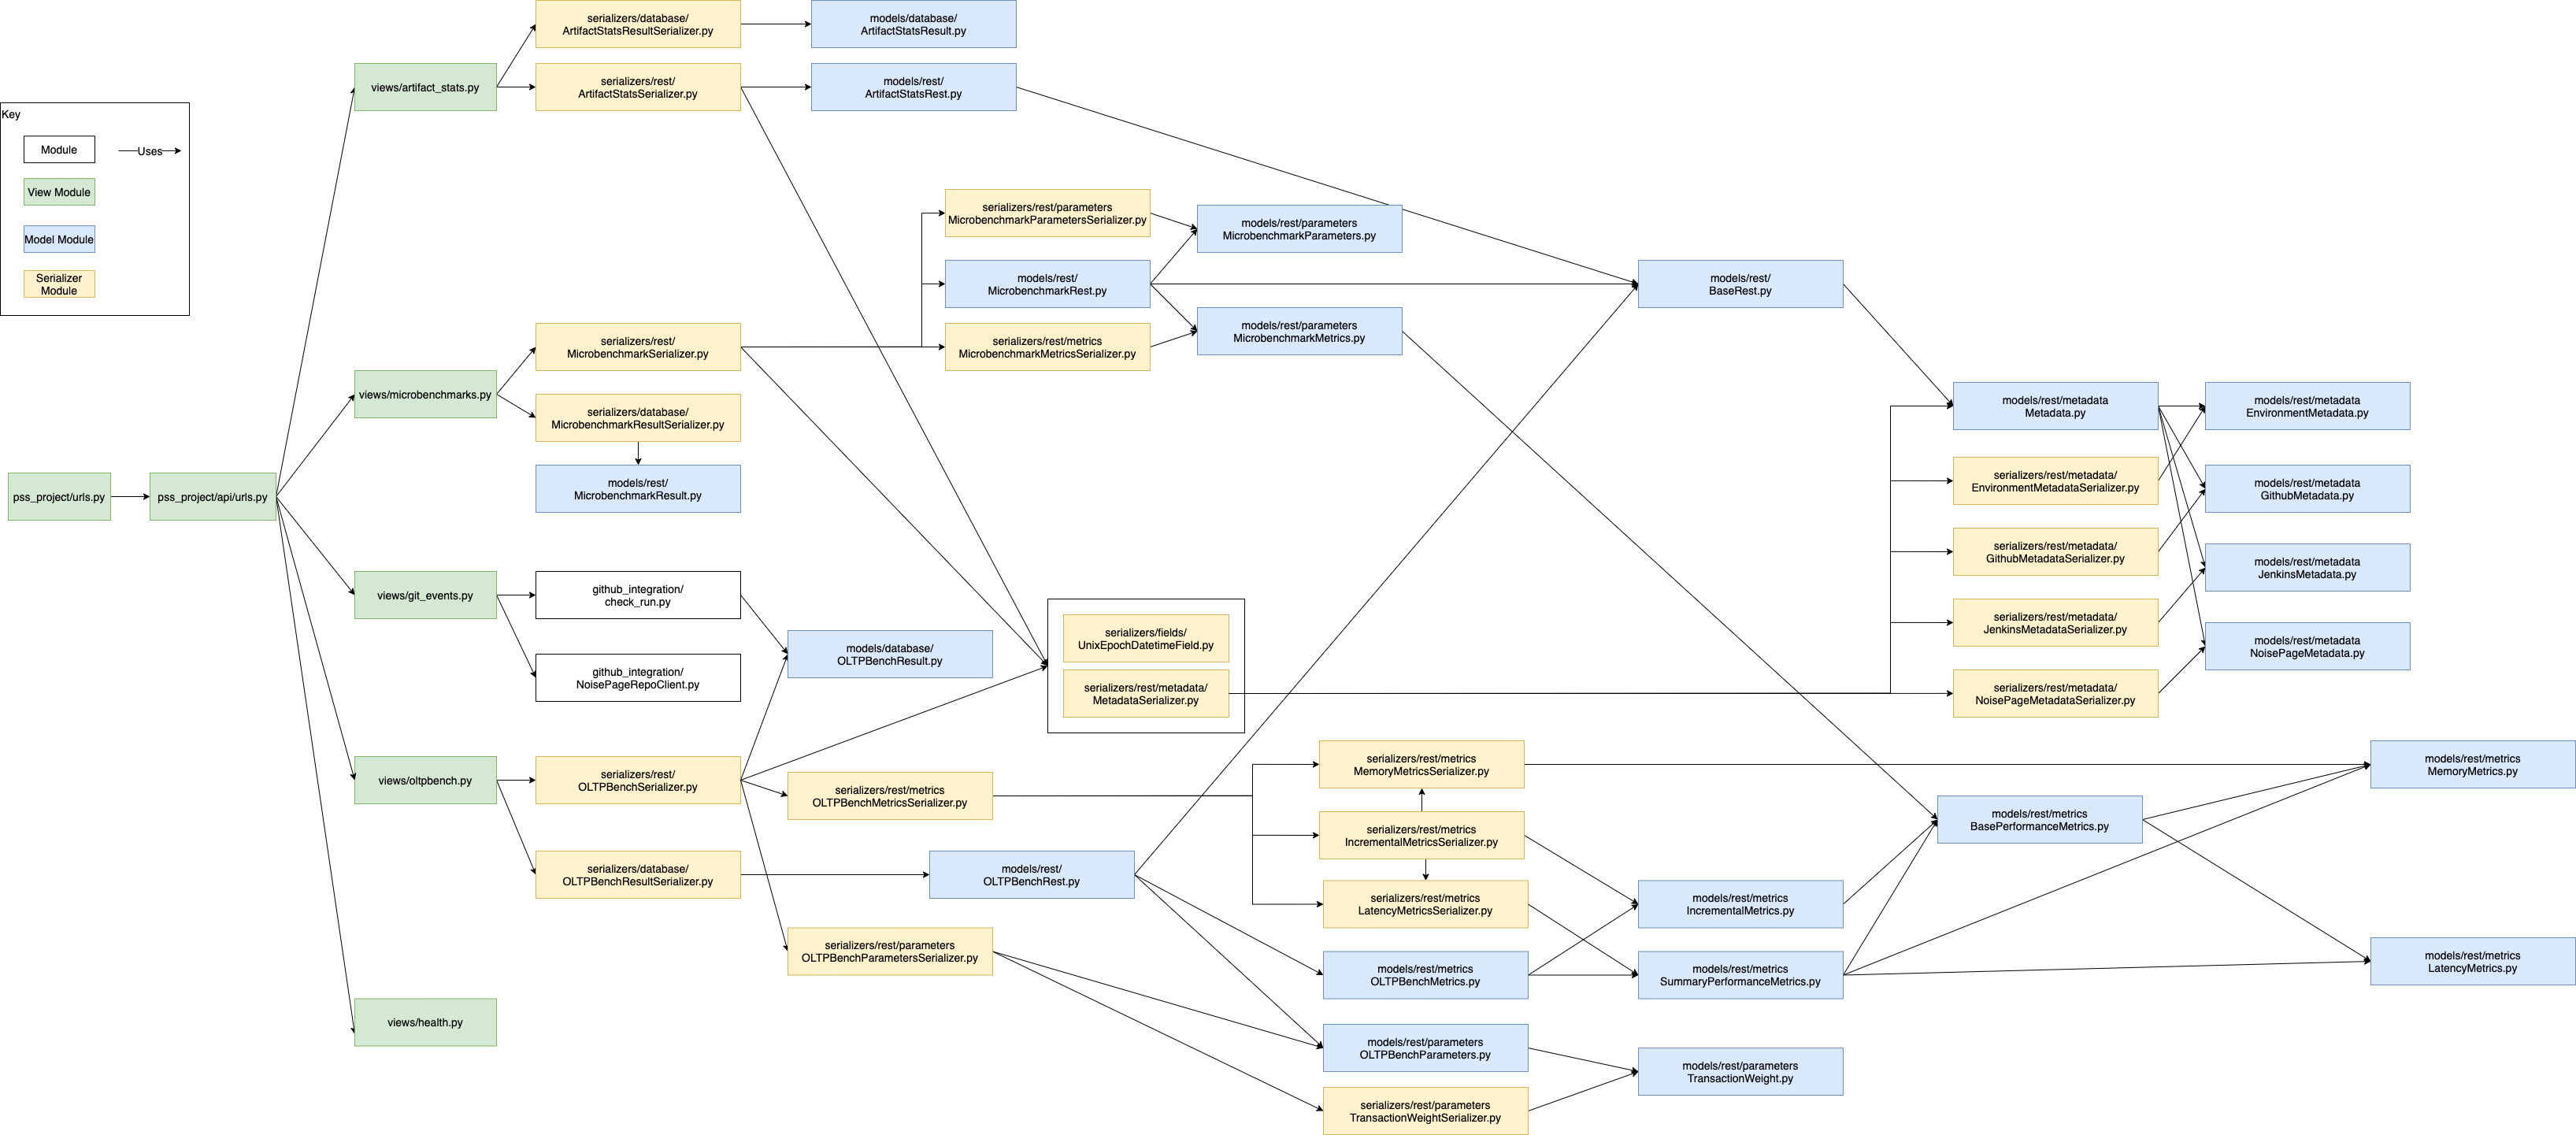 Key
Module
Uses
View Module
Model Module
Serializer
Module
pss_project/urls.py
pss_project/api/urls.py
views/artifact_stats.py
views/microbenchmarks.py
views/git_events.py
views/oltpbench.py
views/health.py
serializers/database/
ArtifactStatsResultSerializer.py
serializers/rest/
ArtifactStatsSerializer.py
serializers/rest/
MicrobenchmarkSerializer.py
serializers/database/
MicrobenchmarkResultSerializer.py
models/rest/
MicrobenchmarkResult.py
github_integration/
check_run.py
github_integration/
NoisePageRepoClient.py
serializers/rest/
OLTPBenchSerializer.py
serializers/database/
OLTPBenchResultSerializer.py
models/database/
ArtifactStatsResult.py
models/rest/
ArtifactStatsRest.py
models/database/
OLTPBenchResult.py
serializers/rest/metrics
OLTPBenchMetricsSerializer.py
models/rest/
OLTPBenchRest.py
serializers/rest/parameters
OLTPBenchParametersSerializer.py
serializers/rest/parameters
MicrobenchmarkParametersSerializer.py
models/rest/
MicrobenchmarkRest.py
serializers/rest/metrics
MicrobenchmarkMetricsSerializer.py
models/rest/parameters
MicrobenchmarkParameters.py
models/rest/parameters
MicrobenchmarkMetrics.py
serializers/fields/
UnixEpochDatetimeField.py
serializers/rest/metadata/
MetadataSerializer.py
serializers/rest/metrics
MemoryMetricsSerializer.py
serializers/rest/metrics
IncrementalMetricsSerializer.py
serializers/rest/metrics
LatencyMetricsSerializer.py
models/rest/metrics
OLTPBenchMetrics.py
models/rest/parameters
OLTPBenchParameters.py
serializers/rest/parameters
TransactionWeightSerializer.py
models/rest/
BaseRest.py
models/rest/metrics
IncrementalMetrics.py
models/rest/metrics
SummaryPerformanceMetrics.py
models/rest/parameters
TransactionWeight.py
models/rest/metadata
Metadata.py
serializers/rest/metadata/
EnvironmentMetadataSerializer.py
serializers/rest/metadata/
GithubMetadataSerializer.py
serializers/rest/metadata/
JenkinsMetadataSerializer.py
serializers/rest/metadata/
NoisePageMetadataSerializer.py
models/rest/metrics
BasePerformanceMetrics.py
models/rest/metadata
EnvironmentMetadata.py
models/rest/metadata
GithubMetadata.py
models/rest/metadata
JenkinsMetadata.py
models/rest/metadata
NoisePageMetadata.py
models/rest/metrics
MemoryMetrics.py
models/rest/metrics
LatencyMetrics.py